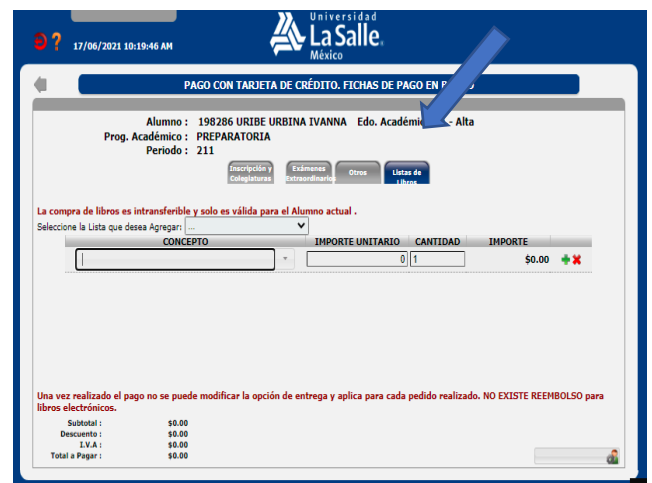 Universidad
La Salle®
México
? 17/06/2021 10:19:46 AM
PAGO CON TARJETA DE CRÉDITO. FICHAS DE PAGO EN
Alumno : 198286 URIBE URBINA IVANNA Edo. - Alta
Prog. Académico : PREPARATORIA
Periodo : 211
Inscripción y Colegiaturas
Exámenes Extraordinarios
Otros
Listas de Libros
La compra de libros es intransferible y solo es válida para el Alumno actual .
Seleccione la Lista que desea Agregar: ...
CONCEPTO IMPORTE UNITARIO CANTIDAD IMPORTE
0 1 $0.00
Una vez realizado el pago no se puede modificar la opción de entrega y aplica para cada pedido realizado. NO EXISTE REEMBOLSO para
libros electrónicos.
Subtotal : $0.00
Descuento : $0.00
I.V.A : $0.00
Total a Pagar : $0.00